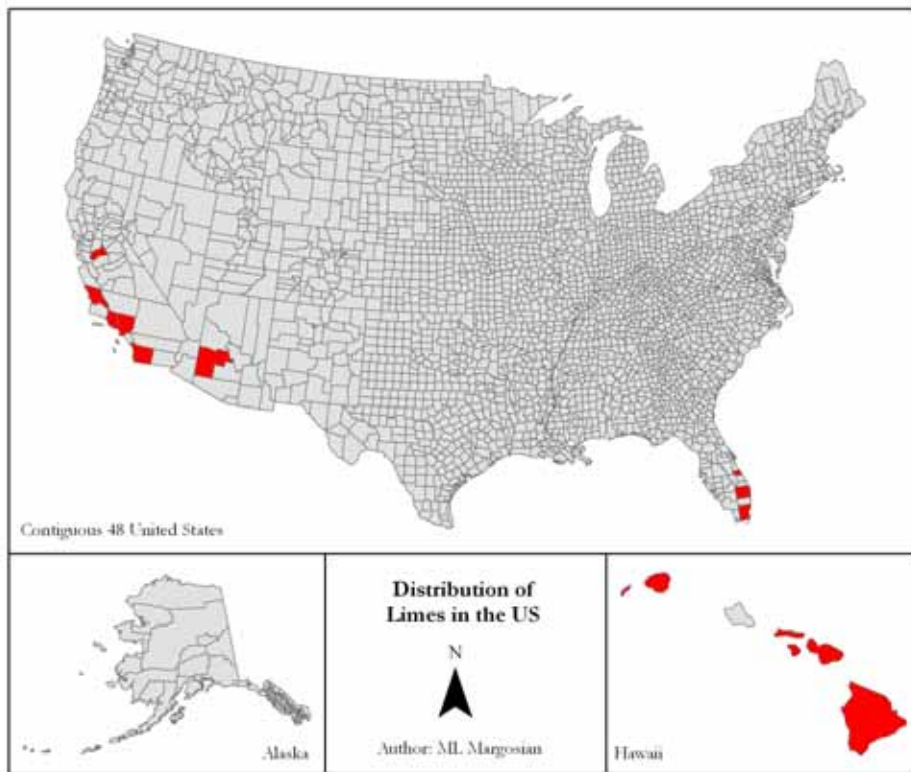 Contiguous 48 United States
Alaska
Distribution of
Limes in the US
N
Author: ML Margosian
Hawaii